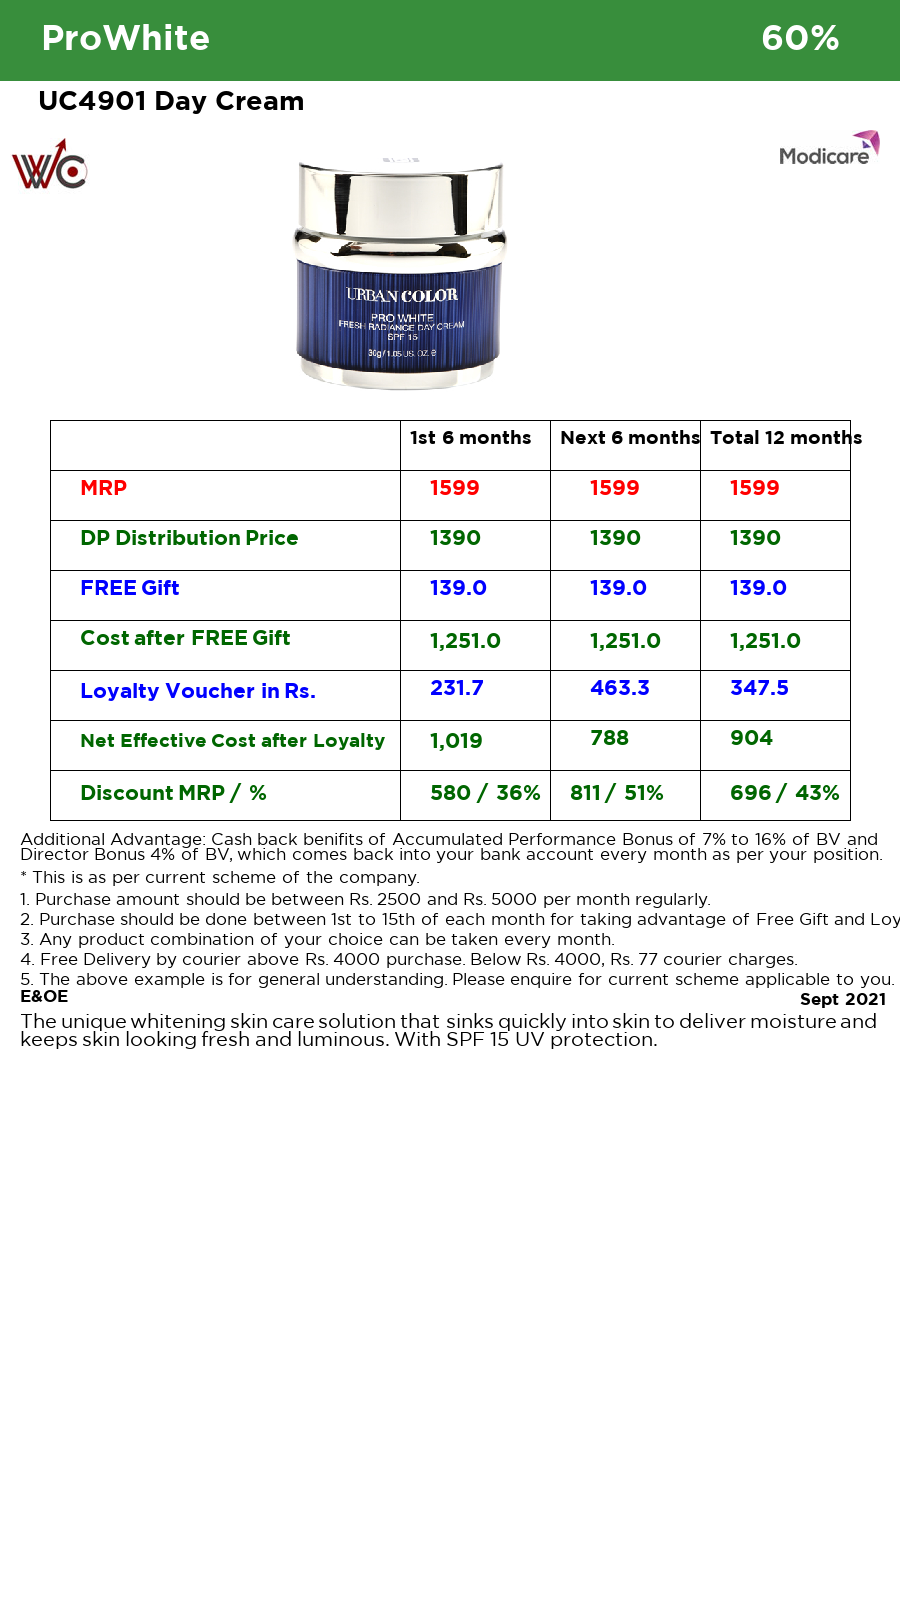 ProWhite 60%
UC4901 Day Cream
WC
Modicare
URBAN COLOR
PRO WHITE
FRESH RADIANCE DAY CREAM
SPF 15
30g/1.05 US. OZ. e
1st 6 months Next 6 months Total 12 months
MRP 1599 1599 1599
DP Distribution Price 1390 1390 1390
FREE Gift 139.0 139.0 139.0
Cost after FREE Gift 1,251.0 1,251.0 1,251.0
Loyalty Voucher in Rs. 231.7 463.3 347.5
Net Effective Cost after Loyalty 1,019 788 904
Discount MRP / % 580 / 36% 811 / 51% 696 / 43%
Additional Advantage: Cash back benifits of Accumulated Performance Bonus of 7% to 16% of BV and
Director Bonus 4% of BV, which comes back into your bank account every month as per your position.
* This is as per current scheme of the company.
1. Purchase amount should be between Rs. 2500 and Rs. 5000 per month regularly.
2. Purchase should be done between 1st to 15th of each month for taking advantage of Free Gift and Loy
3. Any product combination of your choice can be taken every month.
4. Free Delivery by courier above Rs. 4000 purchase. Below Rs. 4000, Rs. 77 courier charges.
5. The above example is for general understanding. Please enquire for current scheme applicable to you.
E&OE
Sept 2021
The unique whitening skin care solution that sinks quickly into skin to deliver moisture and
keeps skin looking fresh and luminous. With SPF 15 UV protection.